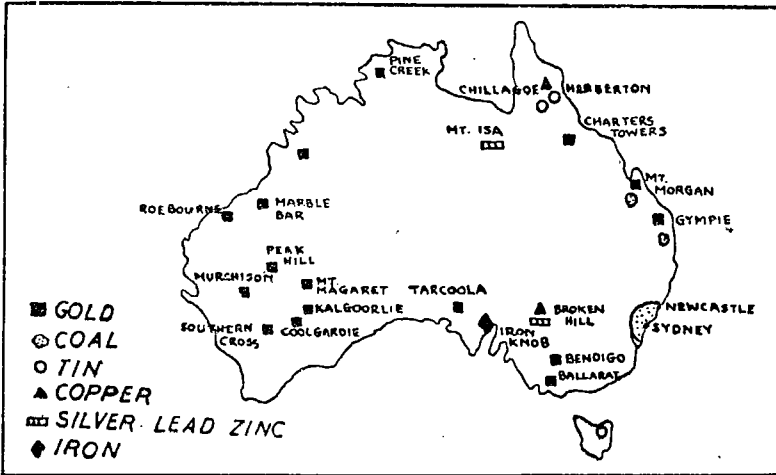 PINE
CREEK
CHILLAGOE
HERBERTON
MT. ISA
CHARTERS
TOWERS
MT.
MORGAN
GYMPIE
ROEBOURNE
MARBLE
BAR
PEAK
HILL
MURCHISON
MT.
MAGARET
TARCOOLA
KALGOORLIE
SOUTHERN
CROSS
COOLGARDIE
IRON
KNOB
BROKEN
HILL
NEWCASTLE
SYDNEY
BENDIGO
BALLARAT
GOLD
COAL
TIN
COPPER
SILVER-LEAD ZINC
IRON